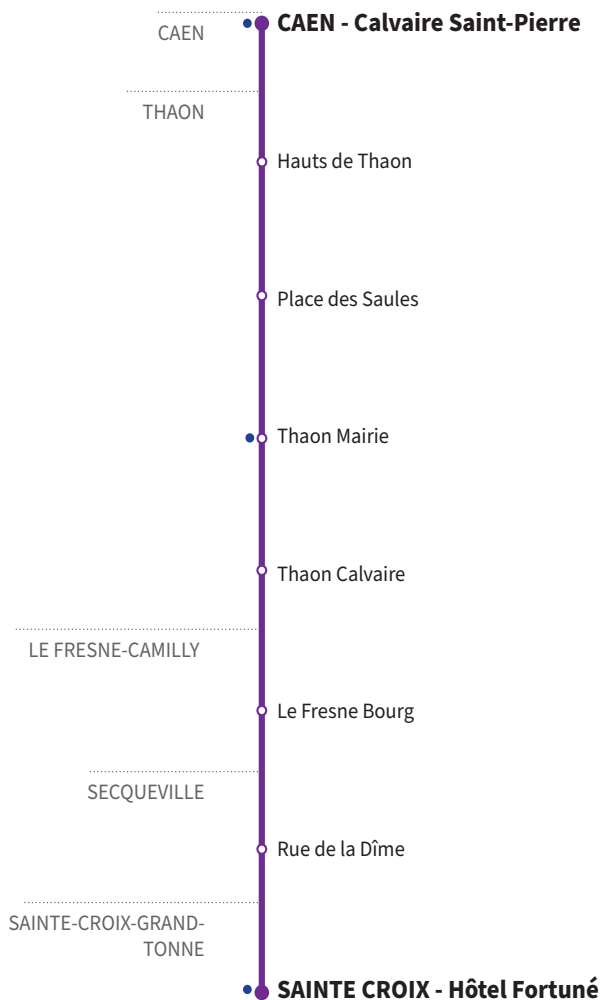 CAEN - Calvaire Saint-Pierre
CAEN
THAON
Hauts de Thaon
Place des Saules
Thaon Mairie
Thaon Calvaire
LE FRESNE-CAMILLY
Le Fresne Bourg
SECQUEVILLE
Rue de la Dîme
SAINTE-CROIX-GRAND-
TONNE
SAINTE CROIX - Hôtel Fortuné